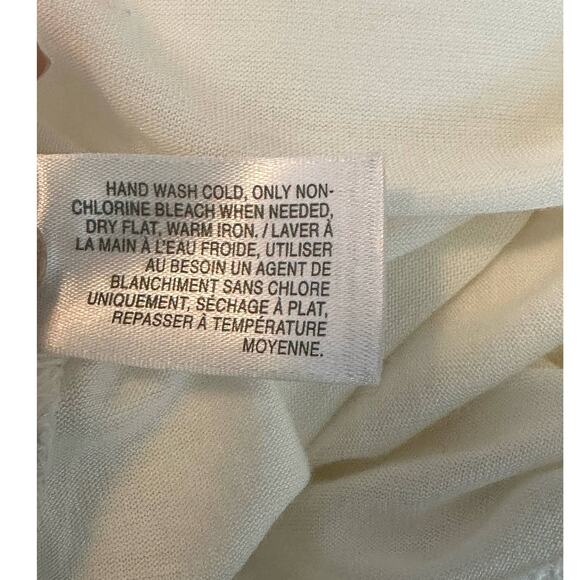 HAND WASH COLD, ONLY NON-
CHLORINE BLEACH WHEN NEEDED,
DRY FLAT, WARM IRON. / LAVER À
LA MAIN À L'EAU FROIDE, UTILISER
AU BESOIN UN AGENT DE
BLANCHIMENT SANS CHLORE
UNIQUEMENT, SÉCHAGE À PLAT,
REPASSER À TEMPÉRATURE
MOYENNE.